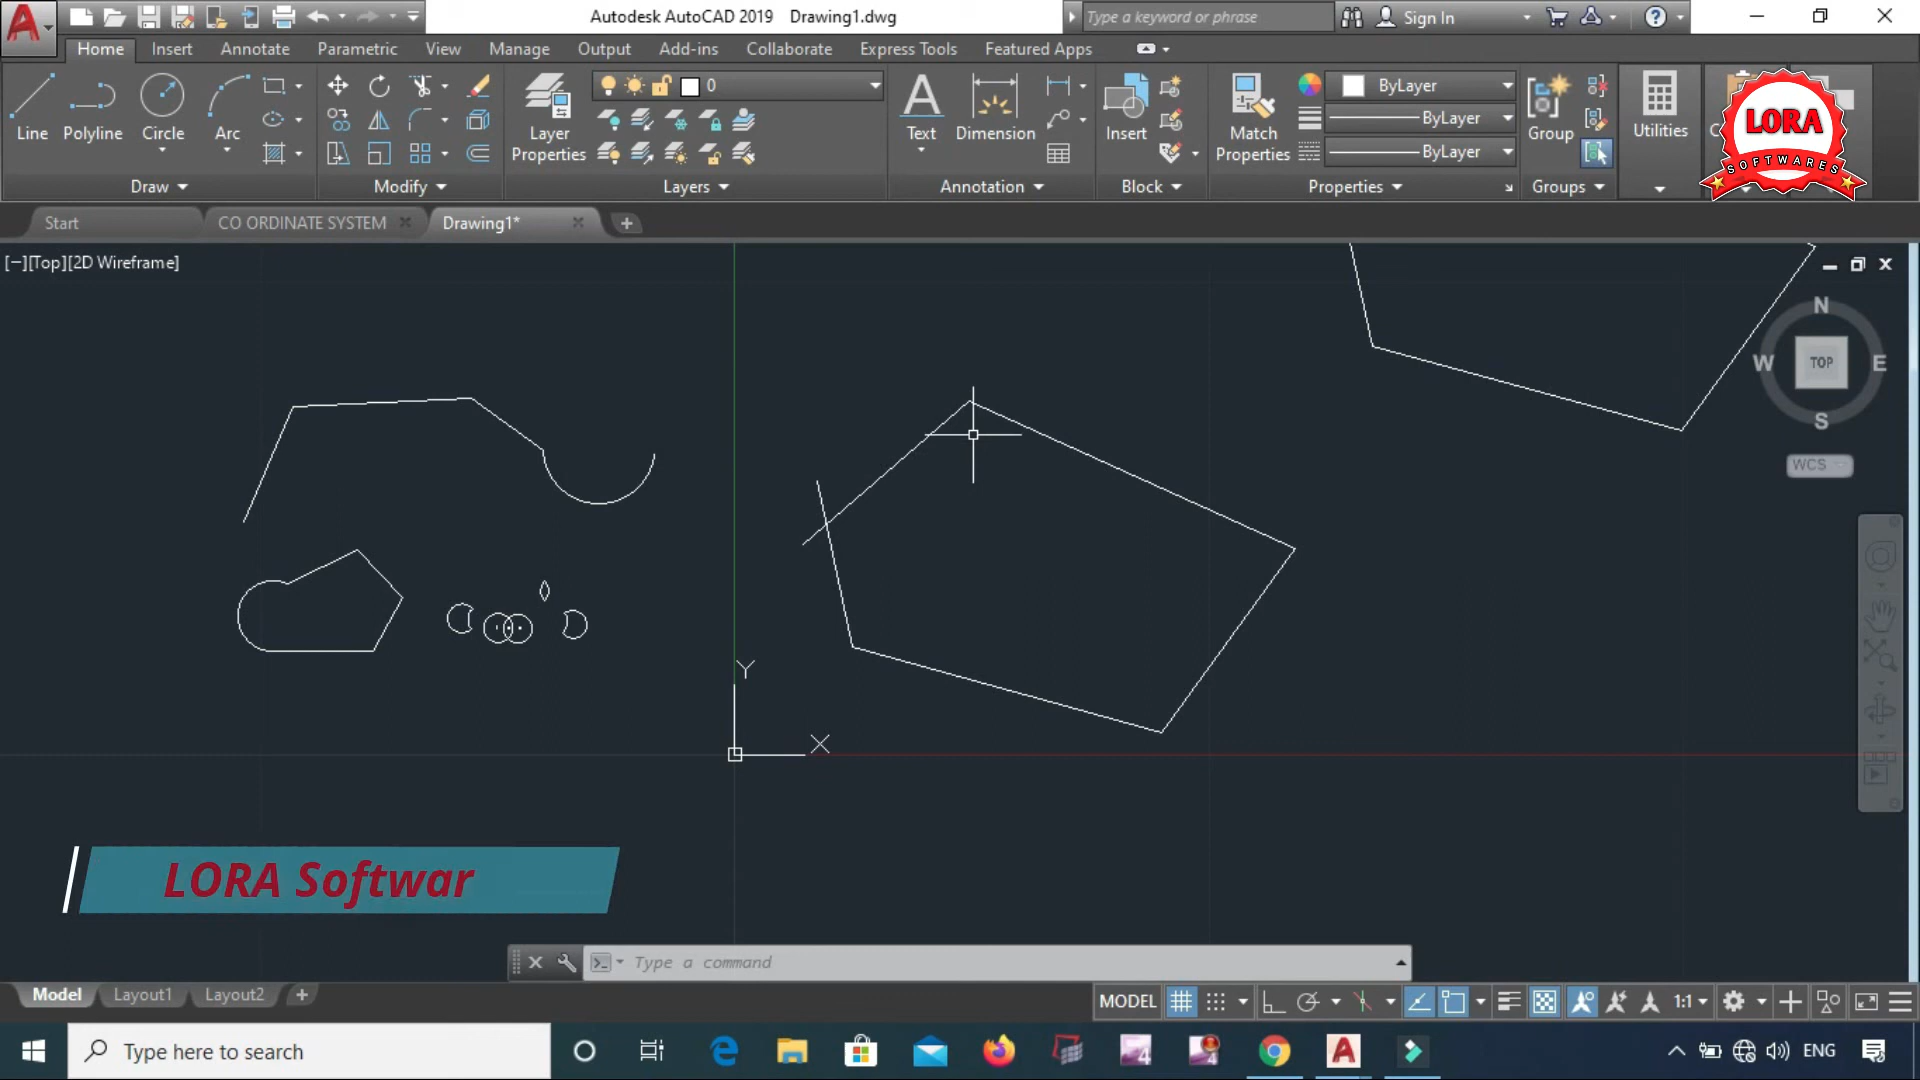 Autodesk AutoCAD 2019 Drawing1.dwg
Type a keyword or phrase
Sign In
Home Insert Annotate Parametric View Manage Output Add-ins Collaborate Express Tools Featured Apps
0
ByLayer
ByLayer
ByLayer
Line Polyline Circle Arc
Layer
Properties
Text Dimension
Insert
Match
Properties
Group
Utilities
LORA
SOFTWARES
Draw Modify Layers Annotation Block Properties Groups
Start CO ORDINATE SYSTEM Drawing1*
[−][Top][2D Wireframe]
N
W TOP E
S
WCS
Y
X
LORA Softwar
Type a command
Model Layout1 Layout2
MODEL 1:1
Type here to search
ENG